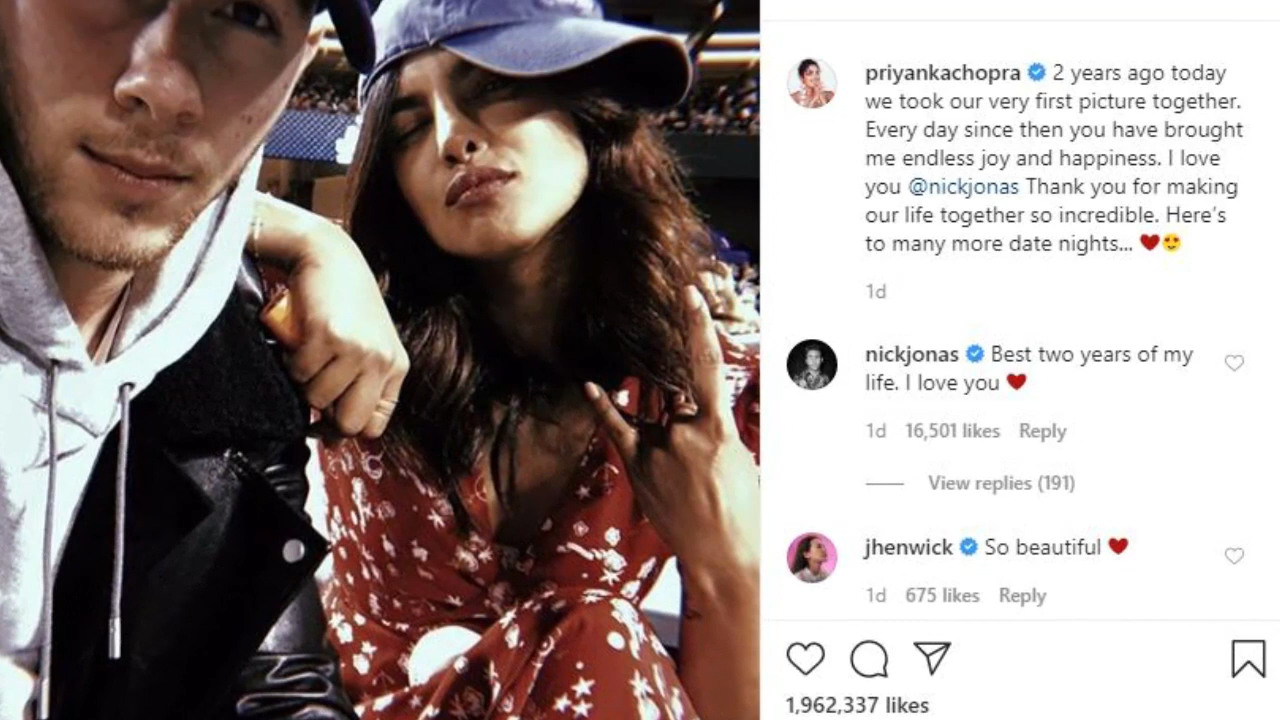 priyankachopra 2 years ago today
we took our very first picture together.
Every day since then you have brought
me endless joy and happiness. I love
you @nickjonas Thank you for making
our life together so incredible. Here's
to many more date nights... ❤️😍
1d
nickjonas Best two years of my
life. I love you ❤️
1d 16,501 likes Reply
View replies (191)
jhenwick So beautiful ❤️
1d 675 likes Reply
1,962,337 likes